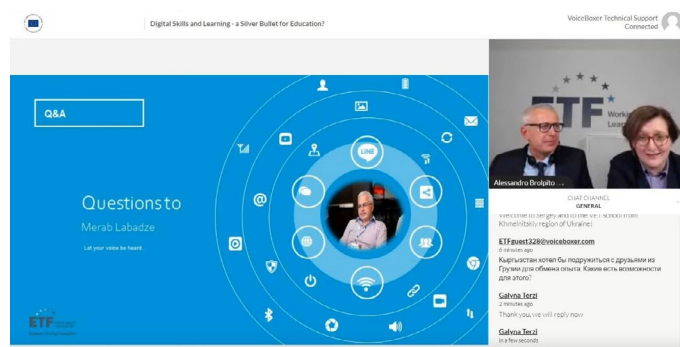 Digital Skills and Learning - a Silver Bullet for Education?
VoiceBoxer Technical Support
Connected
Q&A
Questions to
Merab Labadze
Let your voice be heard.
LINE
@
ETF
ETF
Working
Learn
Alessandro Brolpito ...
CHAT CHANNEL
GENERAL
Welcome to Sergey and to the VET school from
Khmelnitskiy region of Ukraine!
ETFguest328@voiceboxer.com
6 minutes ago
Кыргызстан хотел бы подружиться с друзьями из
Грузии для обмена опыта. Какие есть возможности
для этого?
Galyna Terzi
2 minutes ago
Thank you, we will reply now
Galyna Terzi
in a few seconds